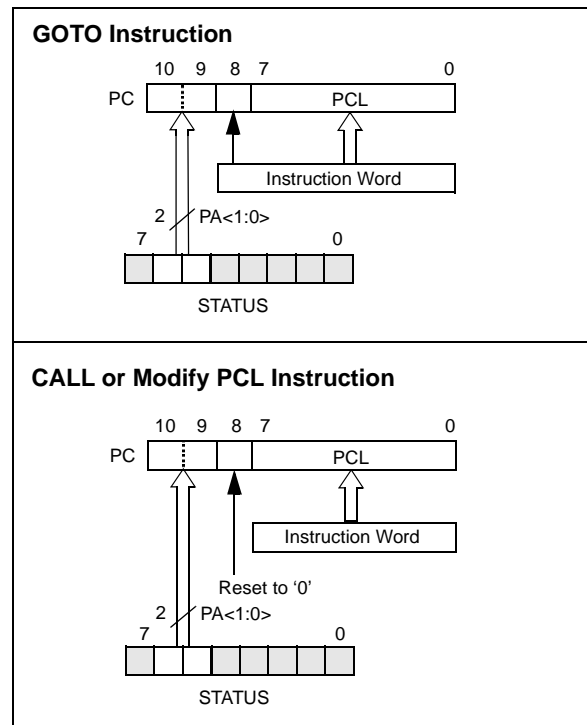 GOTO Instruction
10 9 8 7 0
PC PCL
Instruction Word
2 PA<1:0>
7 0
STATUS
CALL or Modify PCL Instruction
10 9 8 7 0
PC PCL
Instruction Word
Reset to ‘0’
2 PA<1:0>
7 0
STATUS